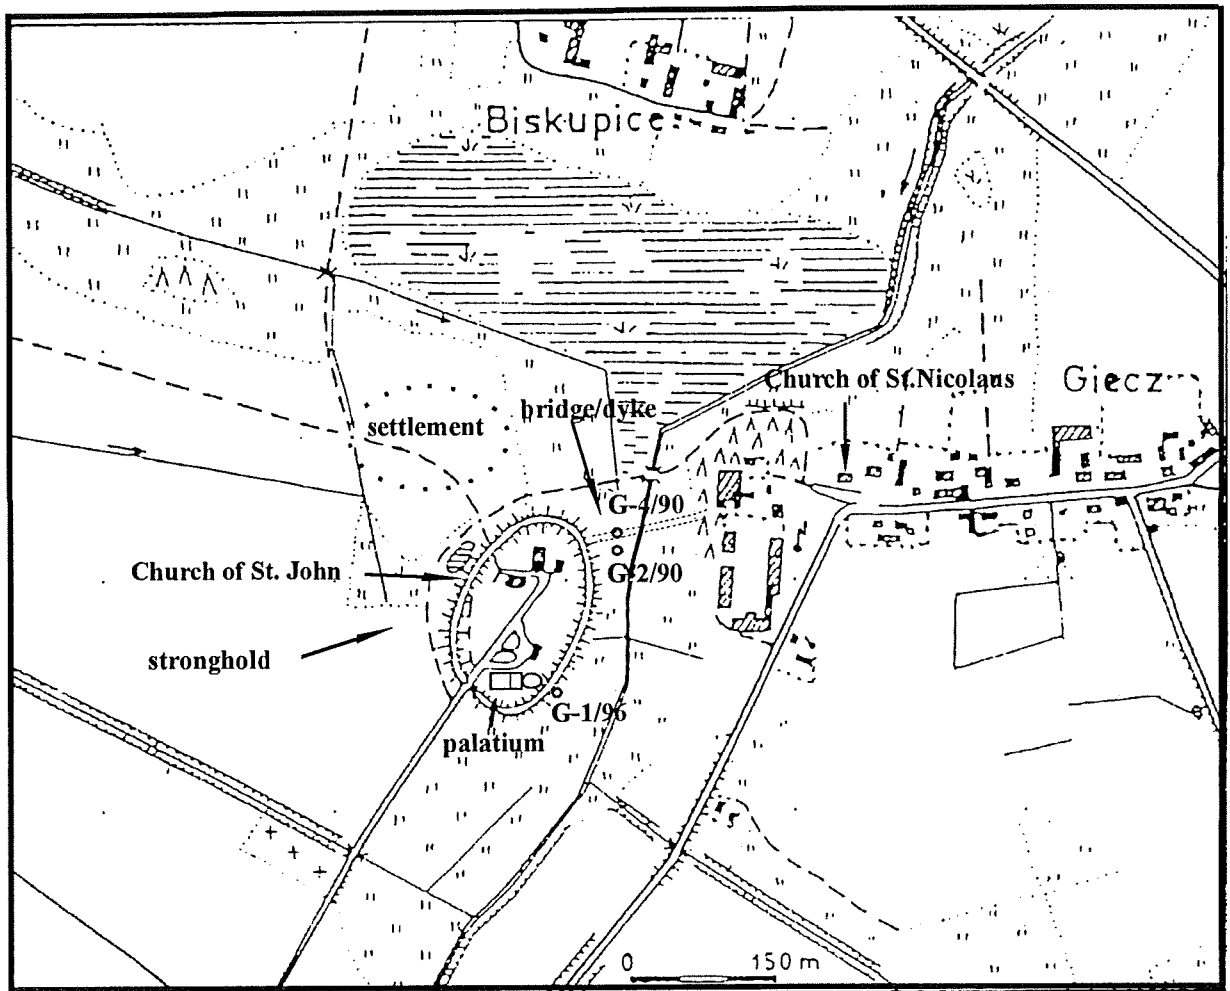 Biskupice
Church of St.Nicolaus
Giecz
bridge/dyke
settlement
G-4/90
Church of St. John
G-2/90
stronghold
G-1/96
palatium
0 150 m